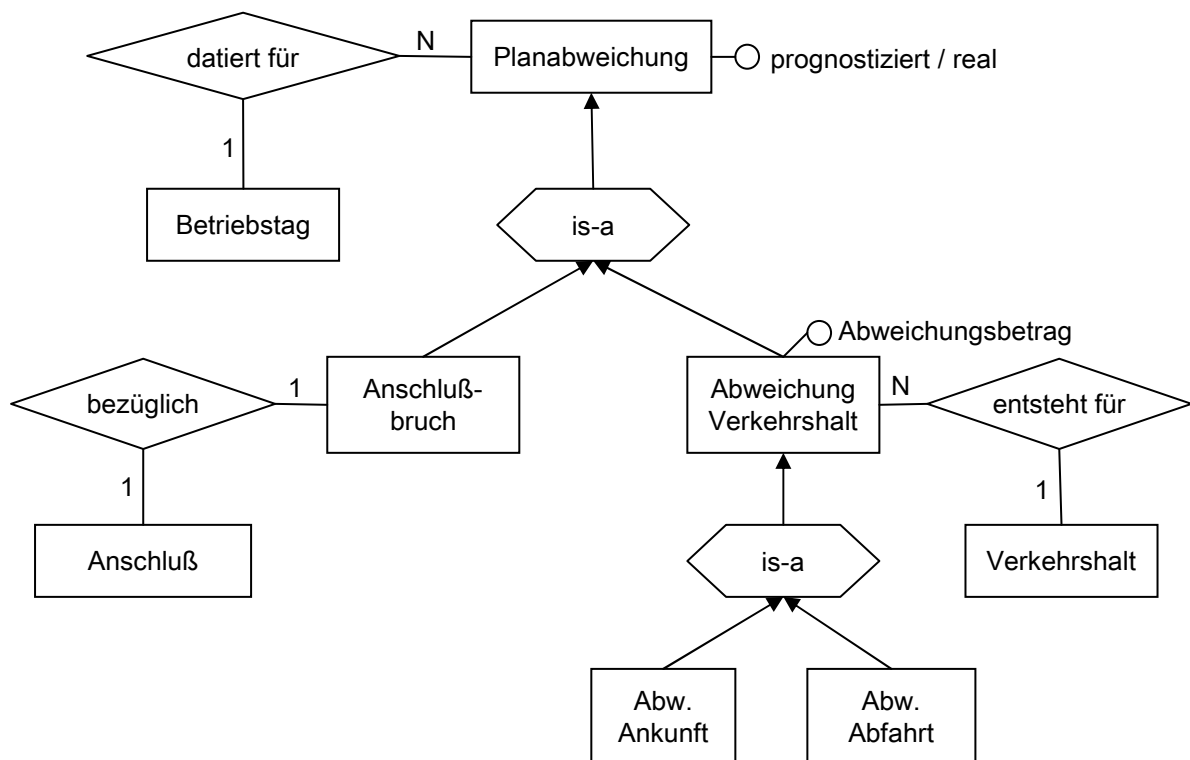 datiert für
N
Planabweichung
prognostiziert / real
1
Betriebstag
is-a
Abweichungsbetrag
bezüglich
1
Anschluß-
bruch
Abweichung
Verkehrshalt
N
entsteht für
1
1
Anschluß
is-a
Verkehrshalt
Abw.
Ankunft
Abw.
Abfahrt